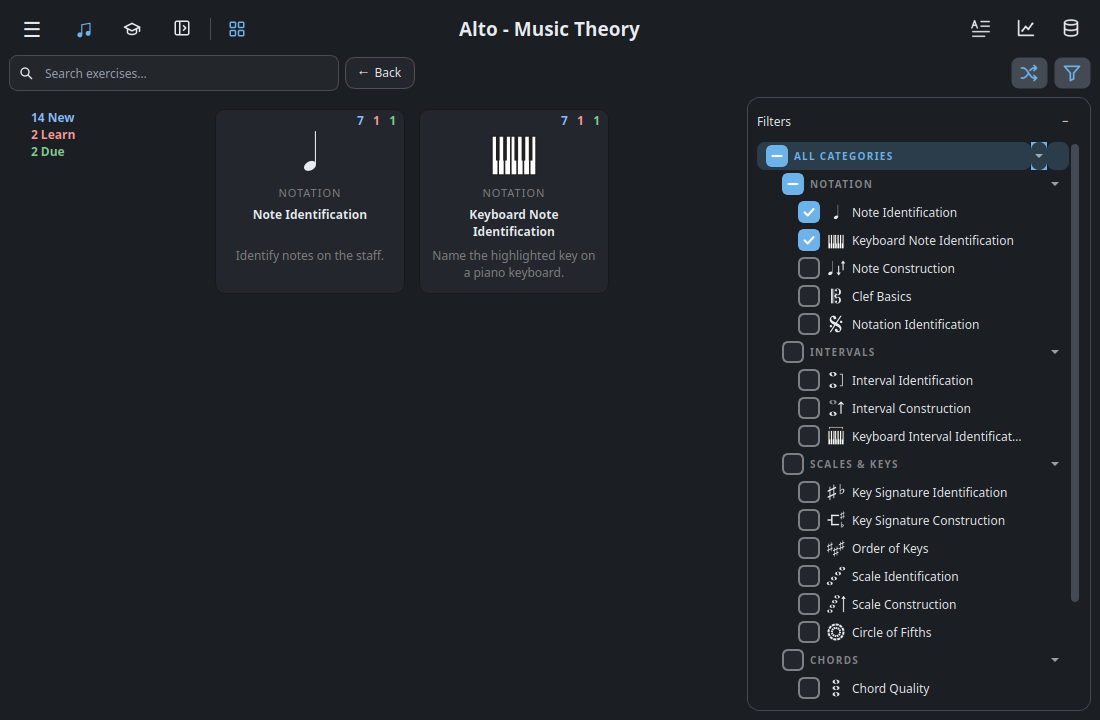 Alto - Music Theory
Search exercises...
← Back
14 New
2 Learn
2 Due
7 1 1
NOTATION
Note Identification
Identify notes on the staff.
7 1 1
NOTATION
Keyboard Note
Identification
Name the highlighted key on
a piano keyboard.
Filters
ALL CATEGORIES
NOTATION
Note Identification
Keyboard Note Identification
Note Construction
Clef Basics
Notation Identification
INTERVALS
Interval Identification
Interval Construction
Keyboard Interval Identificat...
SCALES & KEYS
Key Signature Identification
Key Signature Construction
Order of Keys
Scale Identification
Scale Construction
Circle of Fifths
CHORDS
Chord Quality